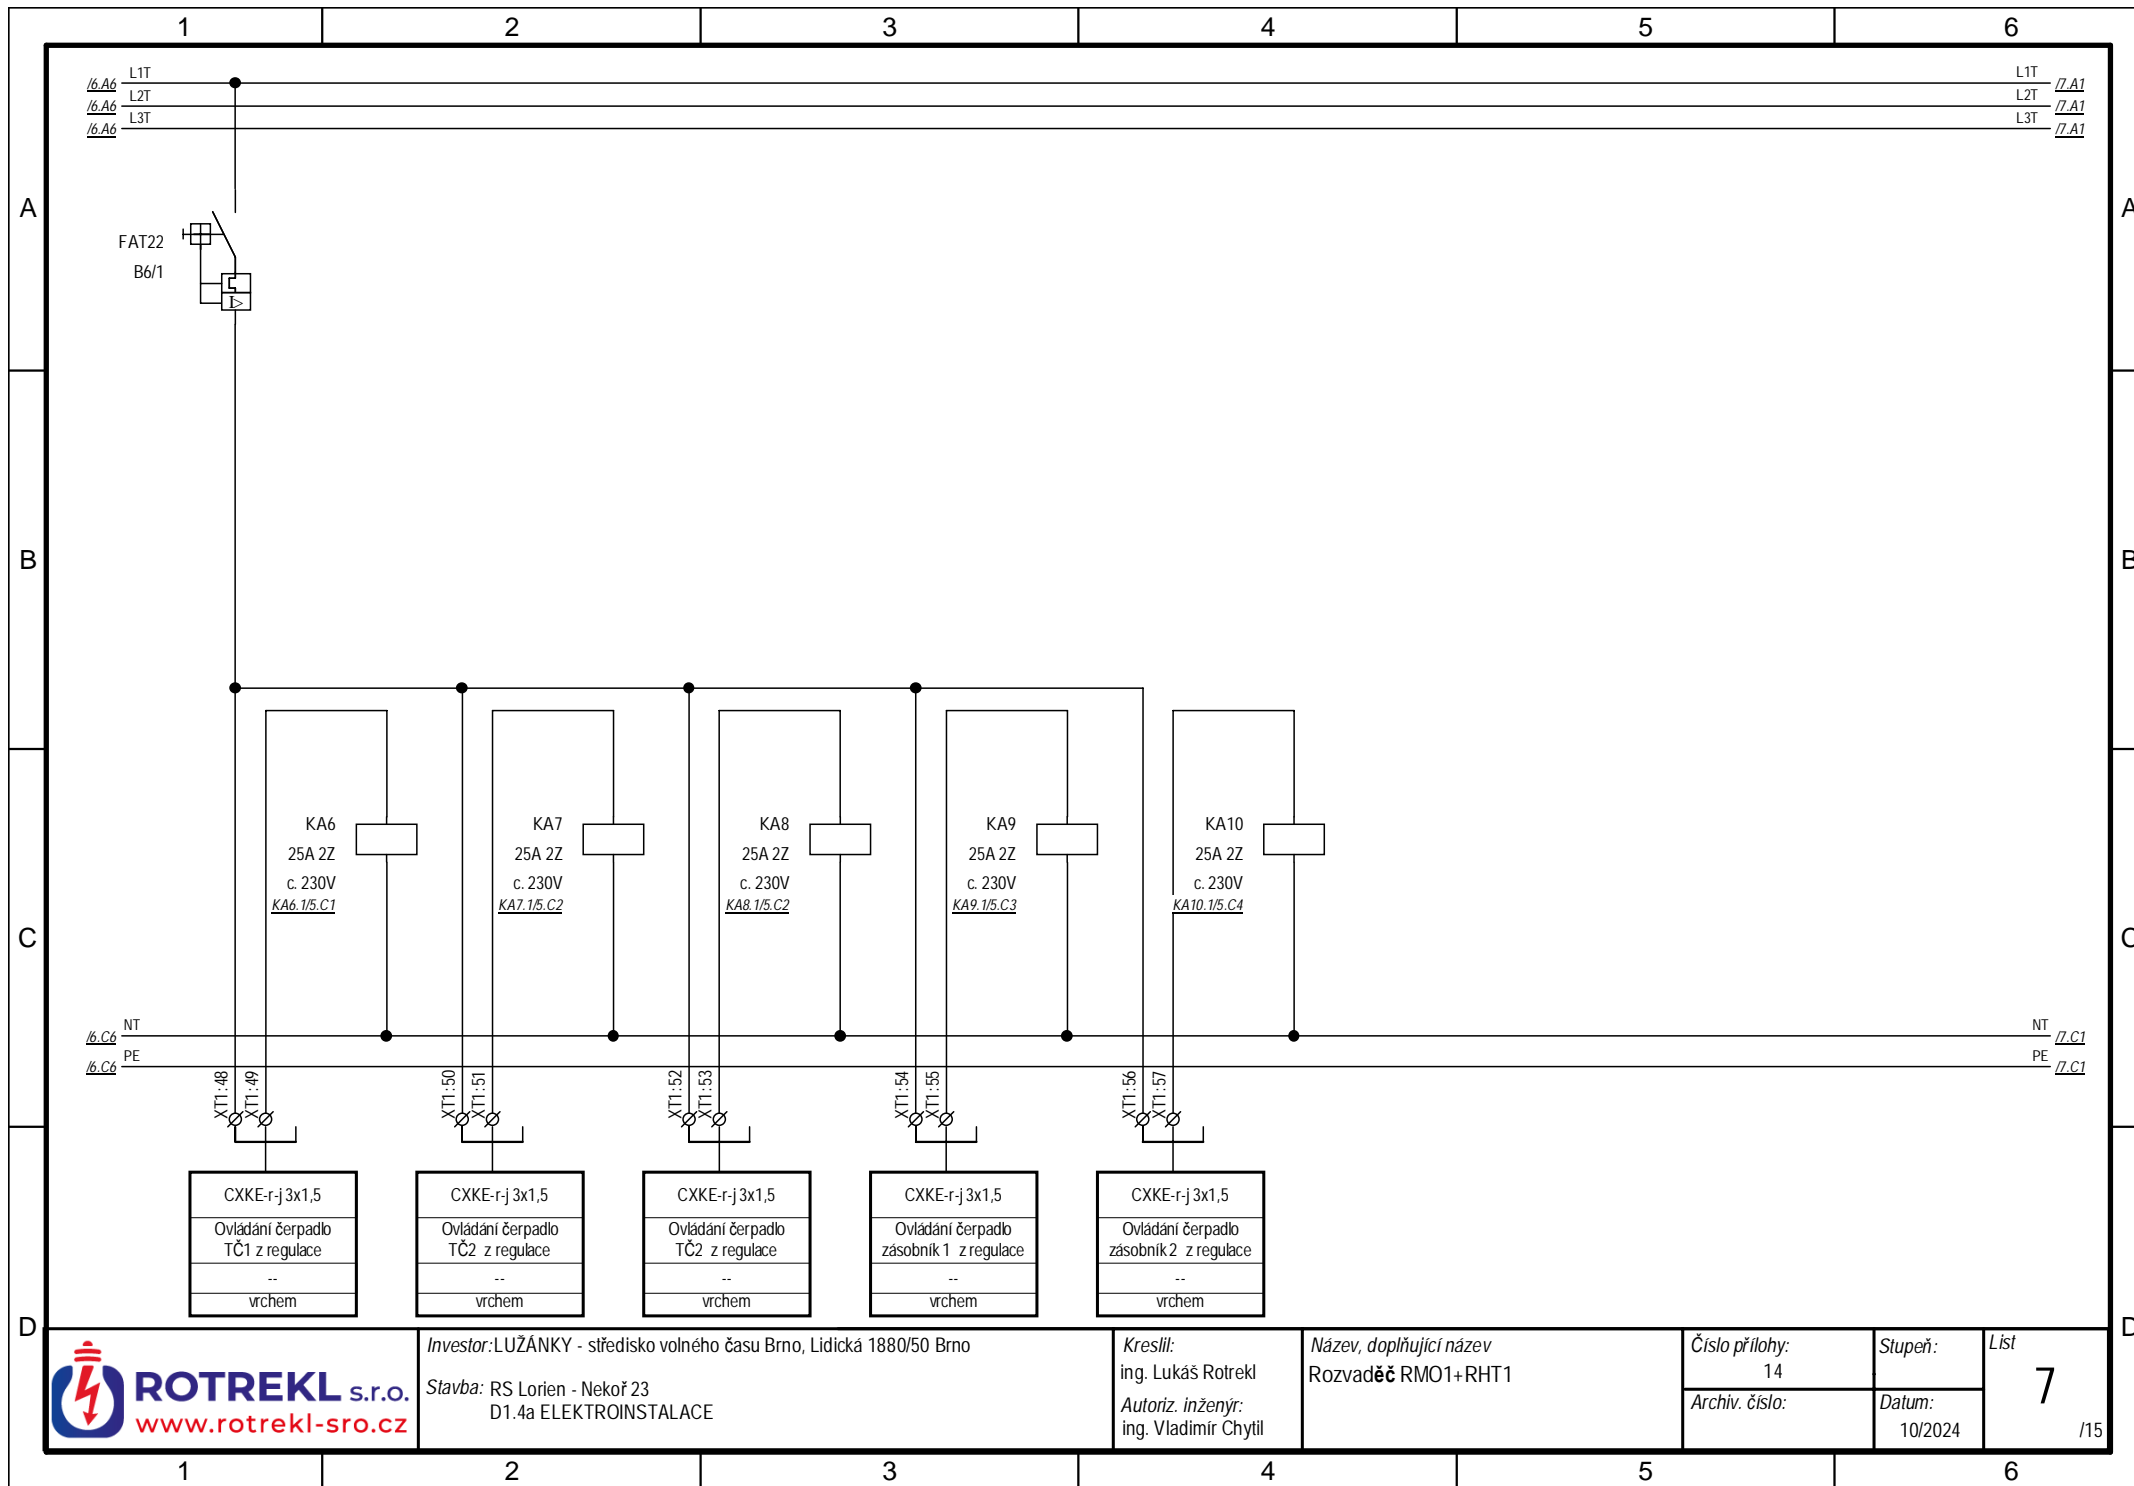 1 2 3 4 5 6
/6.A6 L1T L1T /7.A1
/6.A6 L2T L2T /7.A1
/6.A6 L3T L3T /7.A1
A A
FAT22
B6/1
B B
KA6 KA7 KA8 KA9 KA10
25A 2Z 25A 2Z 25A 2Z 25A 2Z 25A 2Z
c. 230V c. 230V c. 230V c. 230V c. 230V
KA6.1/5.C1 KA7.1/5.C2 KA8.1/5.C2 KA9.1/5.C3 KA10.1/5.C4
C C
/6.C6 NT NT /7.C1
/6.C6 PE PE /7.C1
XT1:48 XT1:49 XT1:50 XT1:51 XT1:52 XT1:53 XT1:54 XT1:55 XT1:56 XT1:57
CXKE-r-j 3x1,5 CXKE-r-j 3x1,5 CXKE-r-j 3x1,5 CXKE-r-j 3x1,5 CXKE-r-j 3x1,5
Ovládání čerpadlo Ovládání čerpadlo Ovládání čerpadlo Ovládání čerpadlo Ovládání čerpadlo
TČ1 z regulace TČ2 z regulace TČ2 z regulace zásobník 1 z regulace zásobník 2 z regulace
-- -- -- -- --
vrchem vrchem vrchem vrchem vrchem
D D
ROTREKL s.r.o.
www.rotrekl-sro.cz
Investor: LUŽÁNKY - středisko volného času Brno, Lidická 1880/50 Brno
Stavba: RS Lorien - Nekoř 23
D1.4a ELEKTROINSTALACE
Kreslil:
ing. Lukáš Rotrekl
Autoriz. inženýr:
ing. Vladimír Chytil
Název, doplňující název
Rozvaděč RMO1+RHT1
Číslo přílohy:
14
Archiv. číslo:
Stupeň:
Datum:
10/2024
List
7
/15
1 2 3 4 5 6